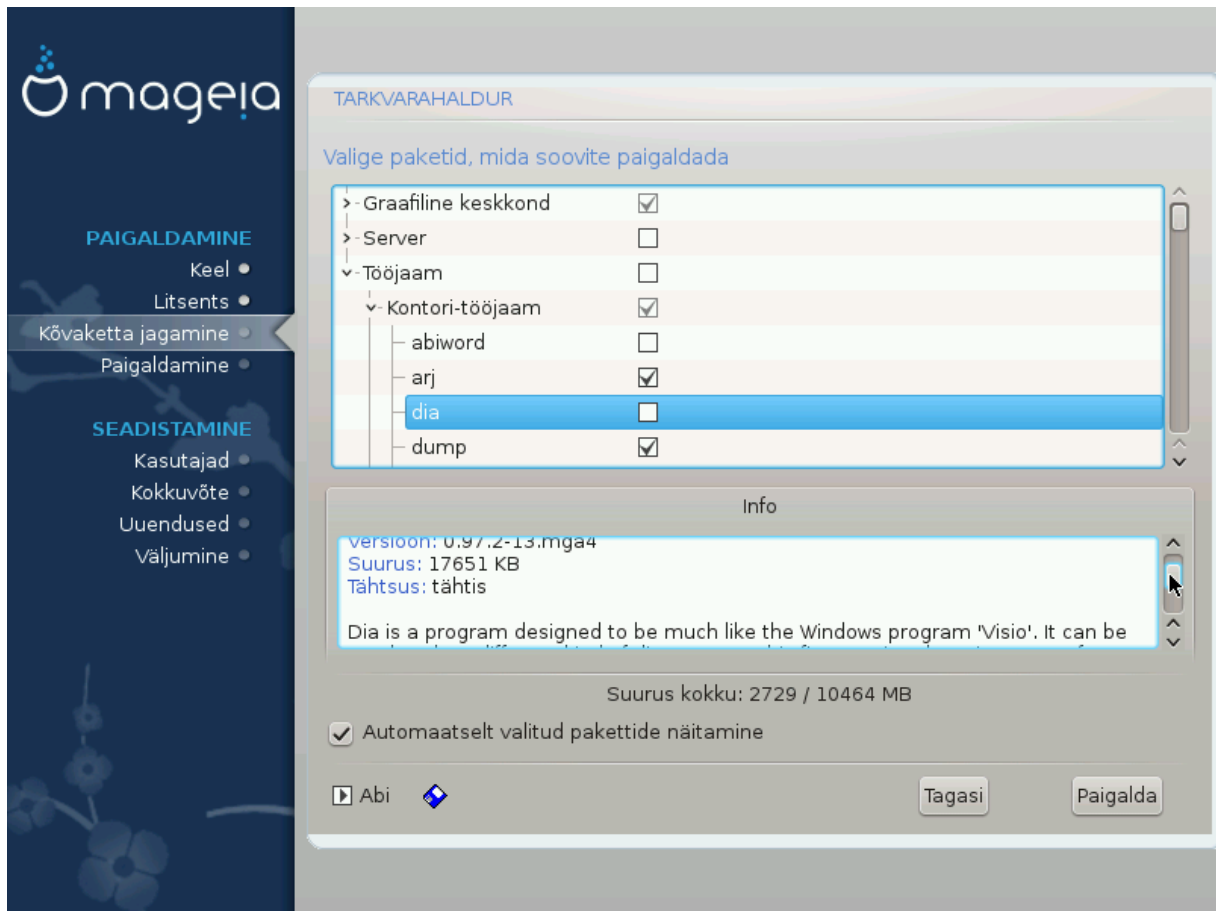 mageia
PAIGALDAMINE
Keel
Litsents
Kõvaketta jagamine
Paigaldamine
SEADISTAMINE
Kasutajad
Kokkuvõte
Uuendused
Väljumine
TARKVARAHALDUR
Valige paketid, mida soovite paigaldada
Graafiline keskkond
Server
Tööjaam
Kontori-tööjaam
abiword
arj
dia
dump
Info
Versioon: 0.97.2-13.mga4
Suurus: 17651 KB
Tähtsus: tähtis
Dia is a program designed to be much like the Windows program 'Visio'. It can be
Suurus kokku: 2729 / 10464 MB
Automaatselt valitud pakettide näitamine
Abi
Tagasi
Paigalda